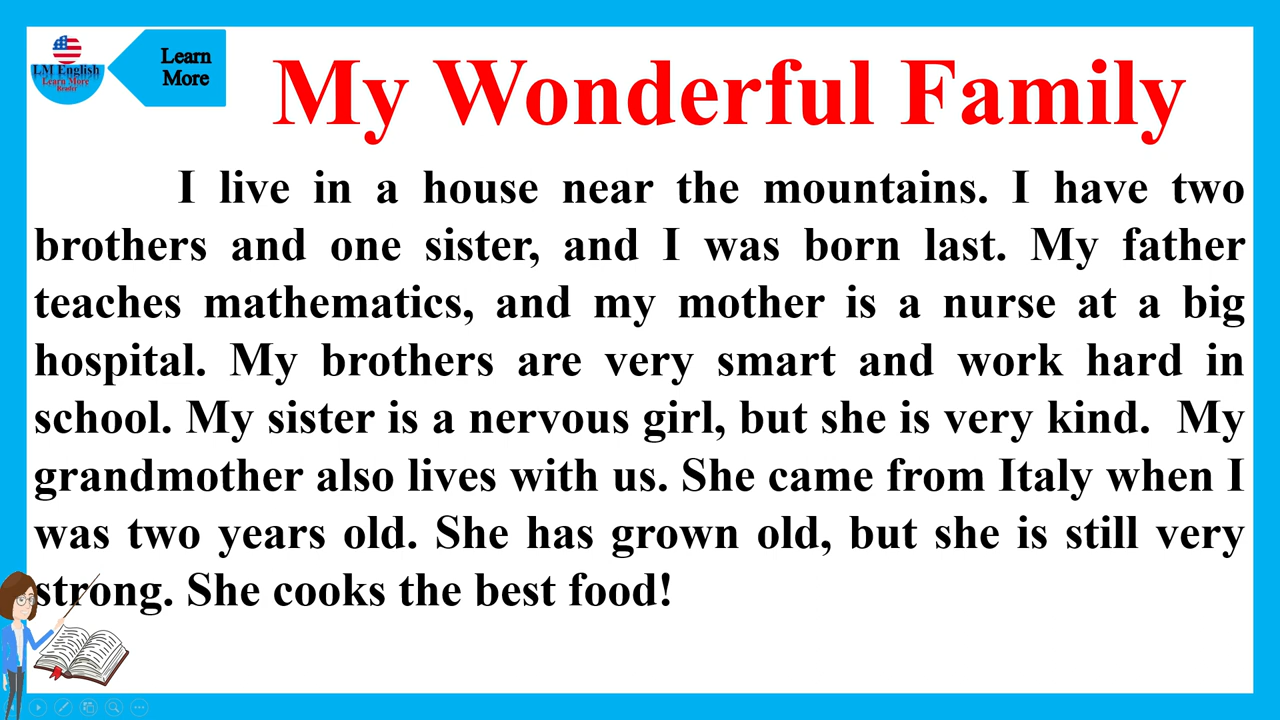 LM English
Learn More
Learn
More
My Wonderful Family
I live in a house near the mountains. I have two
brothers and one sister, and I was born last. My father
teaches mathematics, and my mother is a nurse at a big
hospital. My brothers are very smart and work hard in
school. My sister is a nervous girl, but she is very kind. My
grandmother also lives with us. She came from Italy when I
was two years old. She has grown old, but she is still very
strong. She cooks the best food!